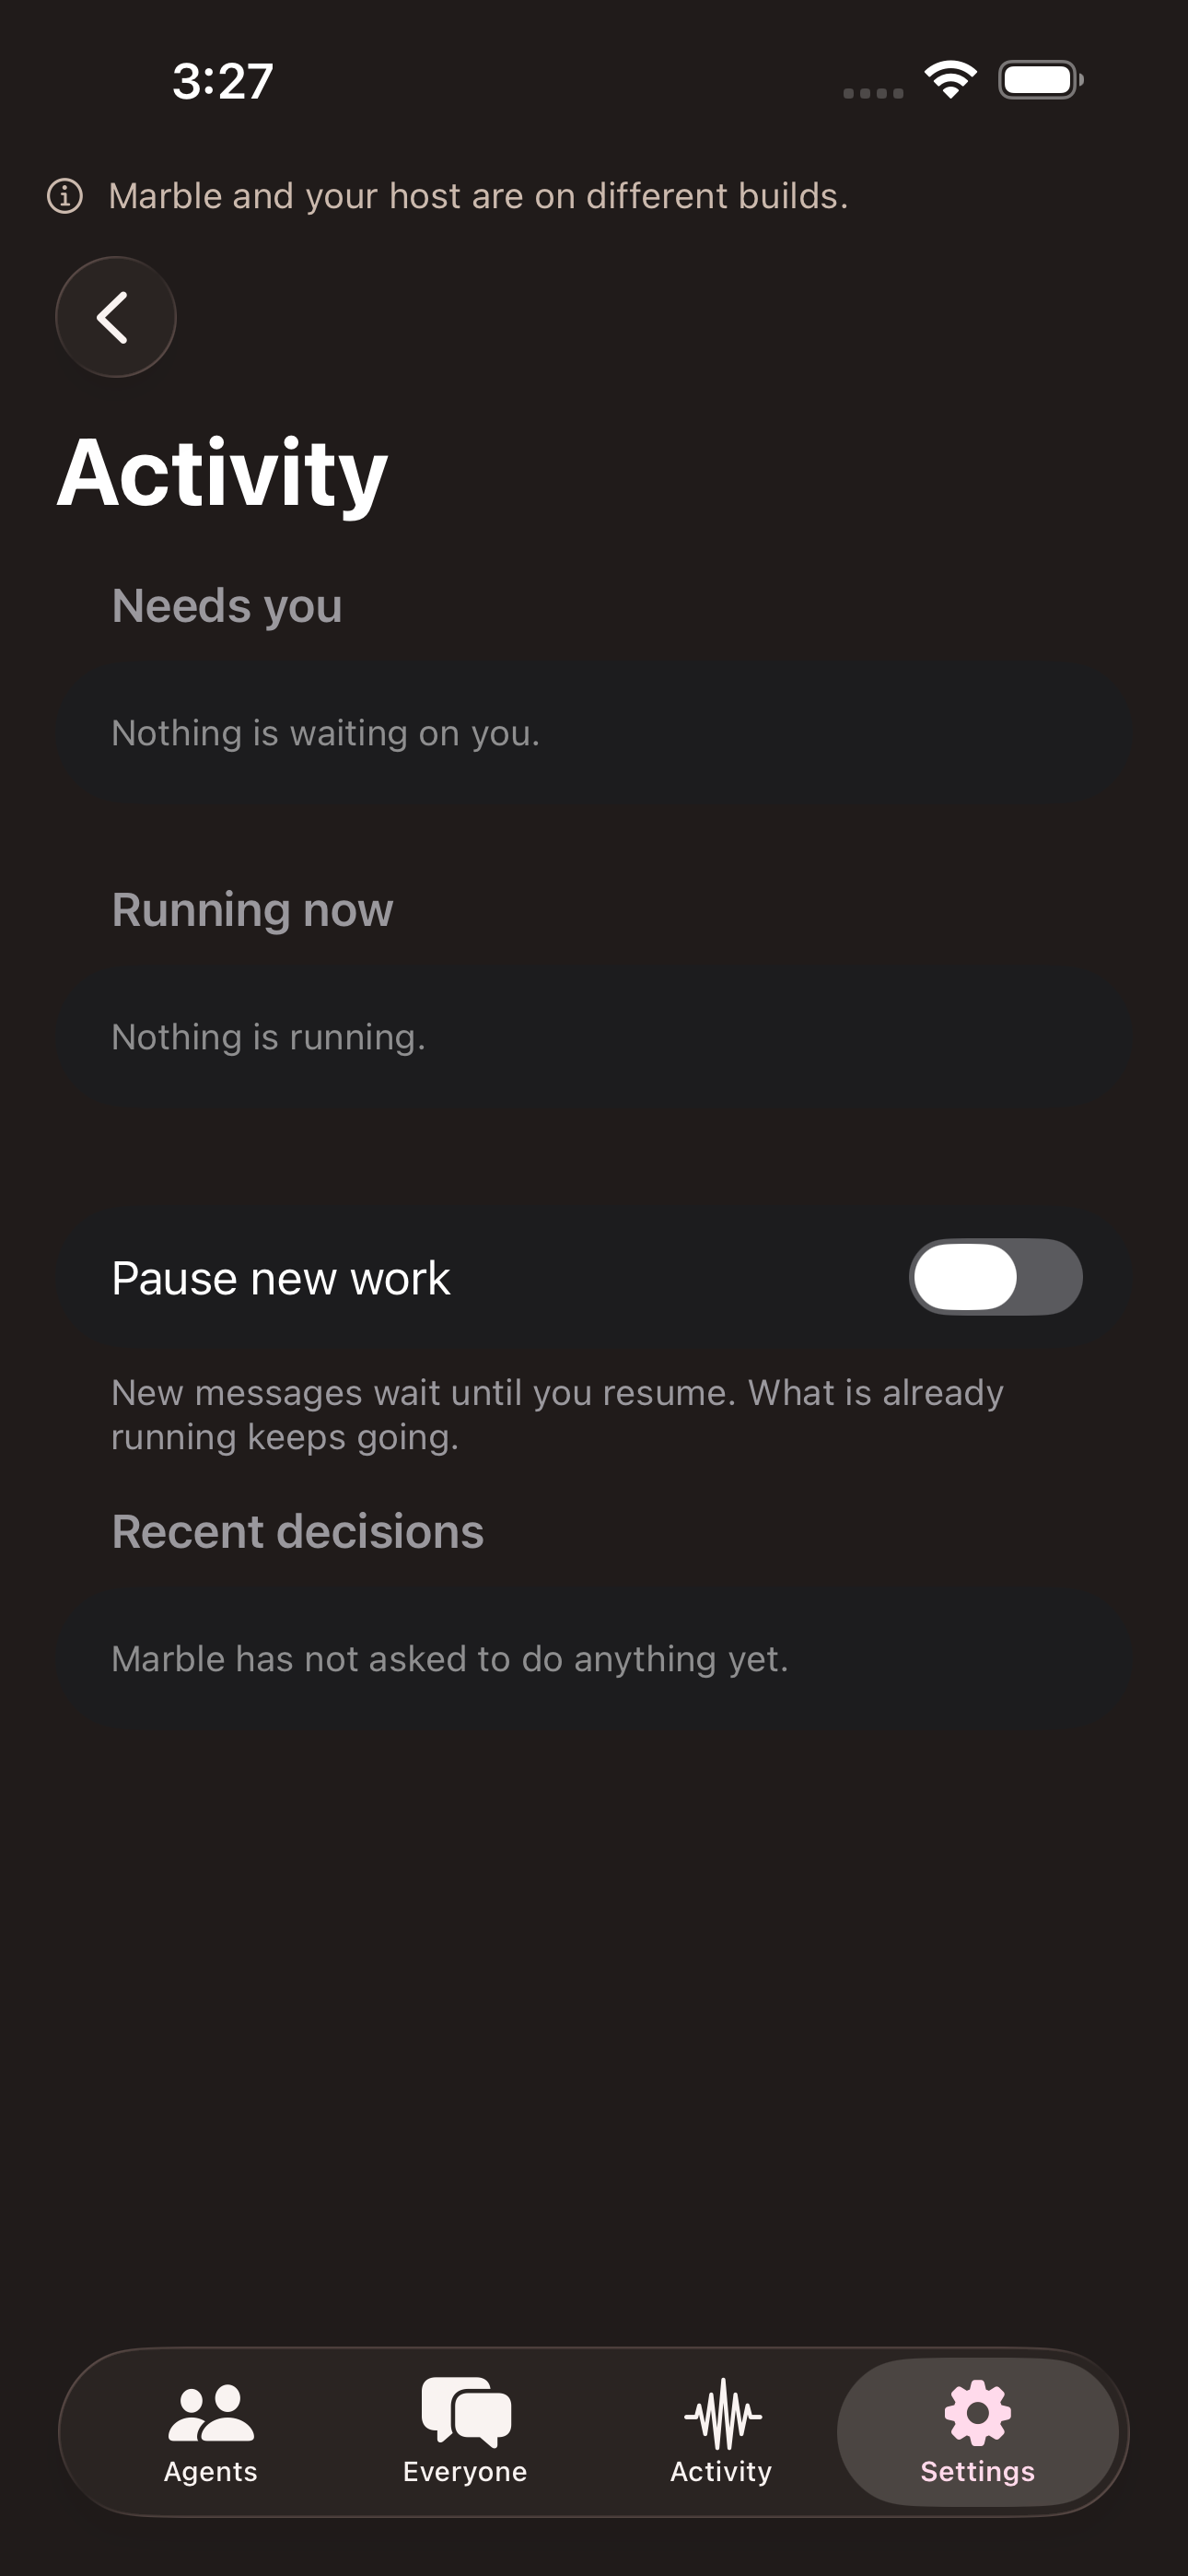 3:27
Marble and your host are on different builds.
Activity
Needs you
Nothing is waiting on you.
Running now
Nothing is running.
Pause new work
New messages wait until you resume. What is already
running keeps going.
Recent decisions
Marble has not asked to do anything yet.
Agents
Everyone
Activity
Settings